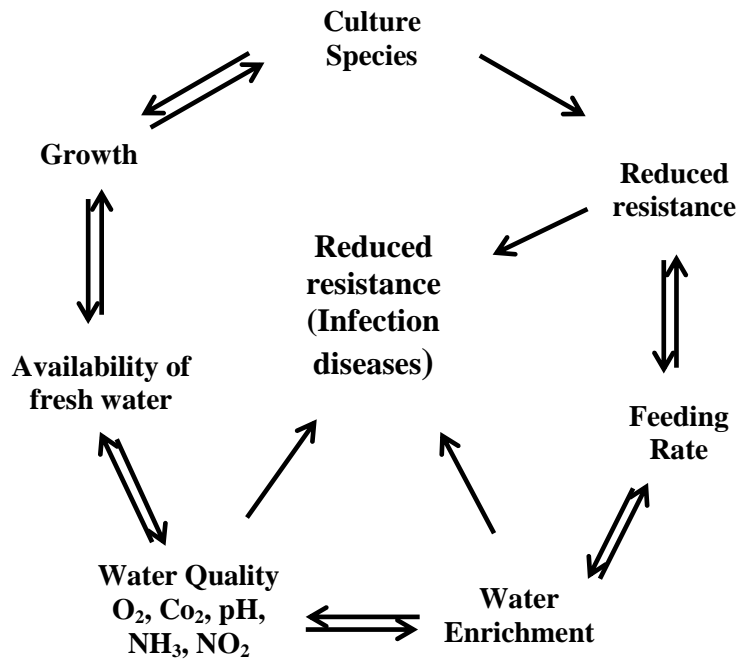 Culture
Species
Growth
Reduced
resistance
Reduced
resistance
(Infection
diseases)
Availability of
fresh water
Feeding
Rate
Water Quality
O₂, Co₂, pH,
NH₃, NO₂
Water
Enrichment